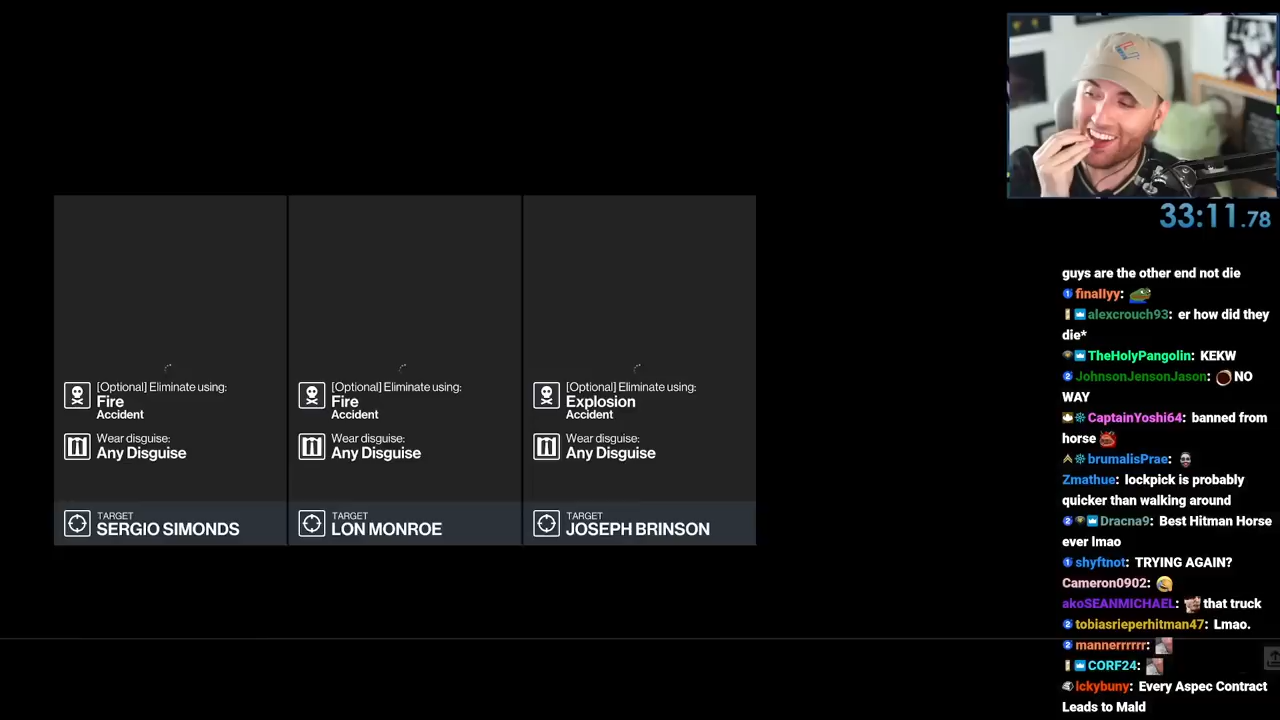 [Optional] Eliminate using:
Fire
Accident
Wear disguise:
Any Disguise
TARGET
SERGIO SIMONDS
[Optional] Eliminate using:
Fire
Accident
Wear disguise:
Any Disguise
TARGET
LON MONROE
[Optional] Eliminate using:
Explosion
Accident
Wear disguise:
Any Disguise
TARGET
JOSEPH BRINSON
33:11.78
guys are the other end not die
finallyy:
alexcrouch93: er how did they
die*
TheHolyPangolin: KEKW
JohnsonJensonJason: NO
WAY
CaptainYoshi64: banned from
horse
brumalisPrae:
Zmathue: lockpick is probably
quicker than walking around
Dracna9: Best Hitman Horse
ever lmao
shyftnot: TRYING AGAIN?
Cameron0902:
akoSEANMICHAEL: that truck
tobiasrieperhitman47: Lmao.
mannerrrrrr:
CORF24:
Ickybuny: Every Aspec Contract
Leads to Mald